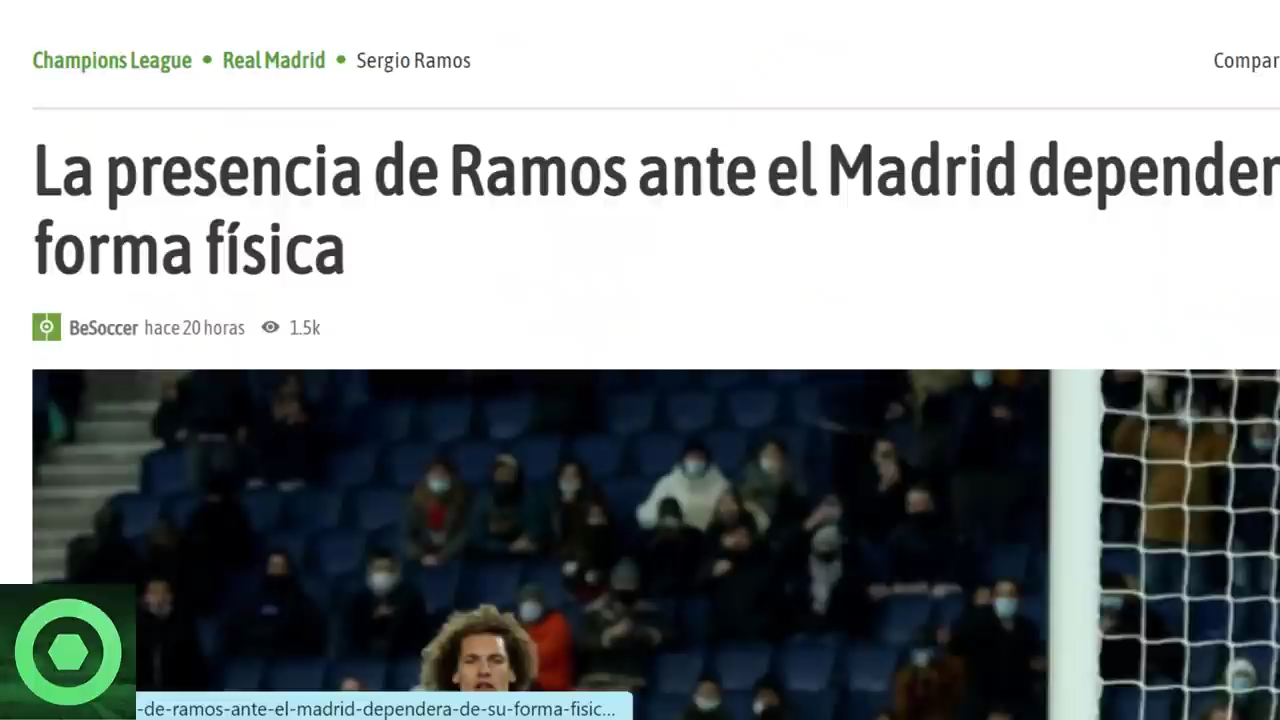 Champions League • Real Madrid • Sergio Ramos
Compar
La presencia de Ramos ante el Madrid depender
forma física
BeSoccer hace 20 horas 1.5k
-de-ramos-ante-el-madrid-dependera-de-su-forma-fisic...